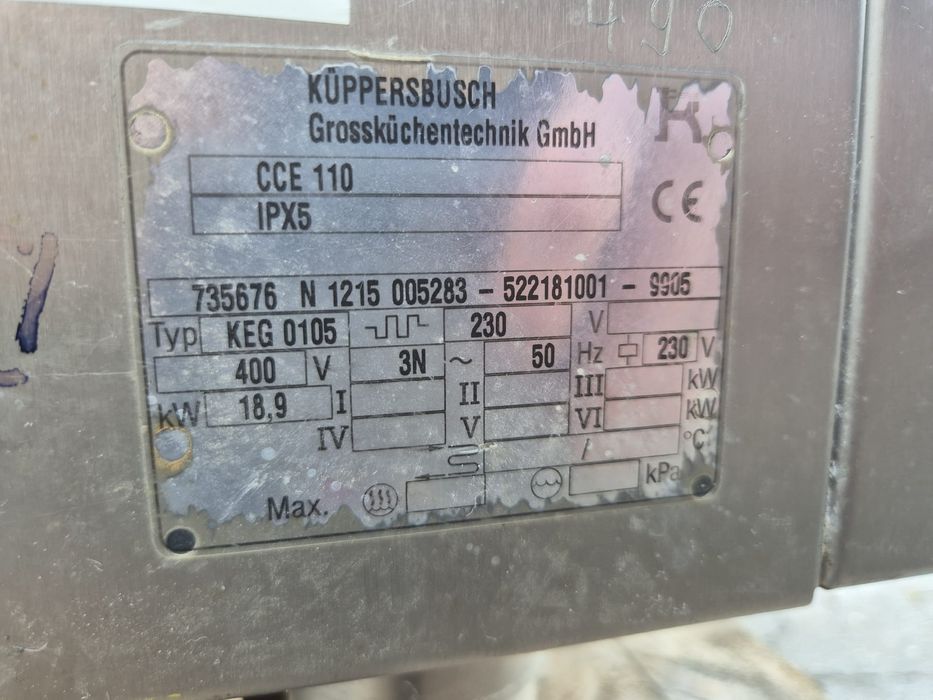 490
KÜPPERSBUSCH
Grossküchentechnik GmbH
CCE 110
IPX5
CE
735676 N 1215 005283 - 522181001 - 9905
Typ KEG 0105 230 V
400 V 3N ~ 50 Hz 230 V
kW 18,9 I II III kW
IV V VI kW
/ °C
Max. kPa